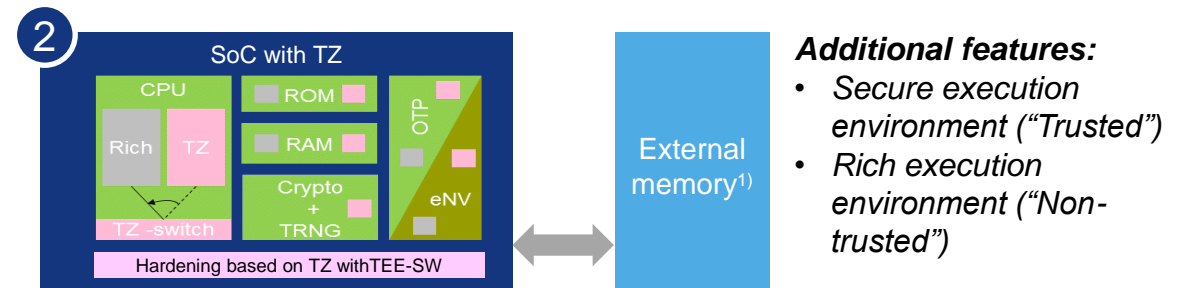 2
SoC with TZ
CPU
Rich
TZ
TZ -switch
ROM
RAM
Crypto
+
TRNG
OTP
eNV
Hardening based on TZ withTEE-SW
External
memory1)
Additional features:
• Secure execution
environment (“Trusted”)
• Rich execution
environment (“Non-
trusted”)